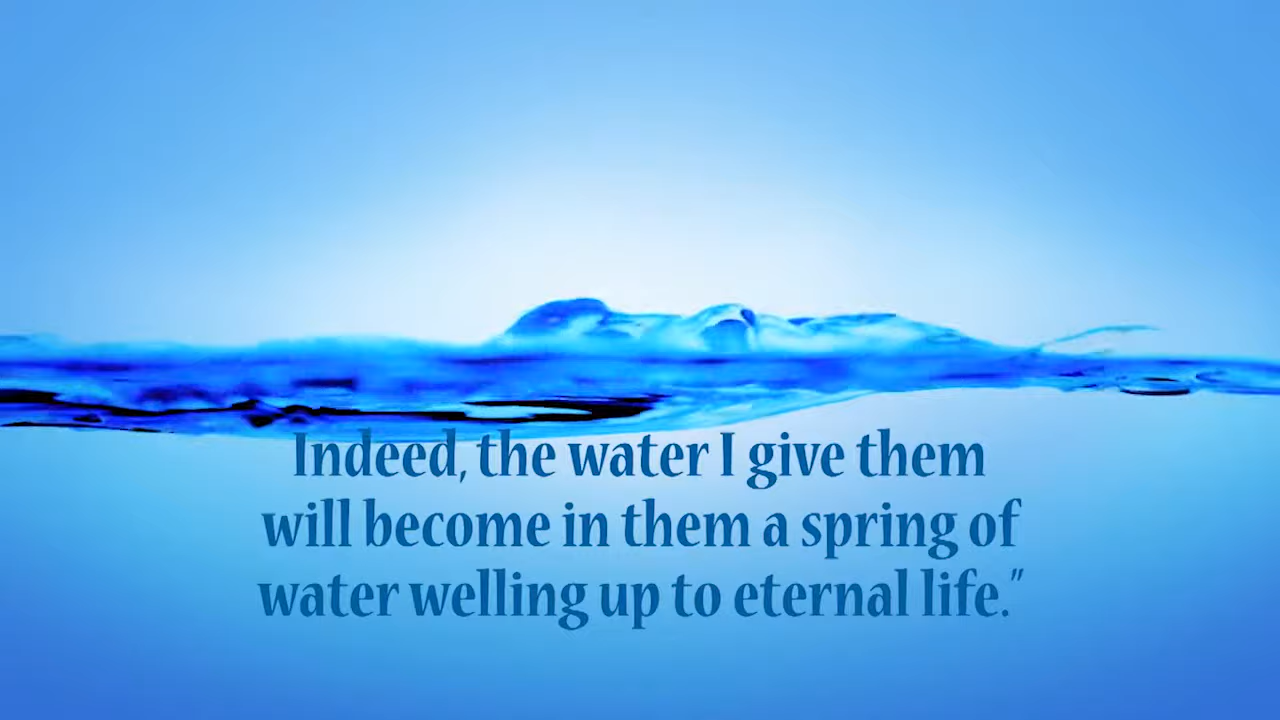 Indeed, the water I give them
will become in them a spring of
water welling up to eternal life."